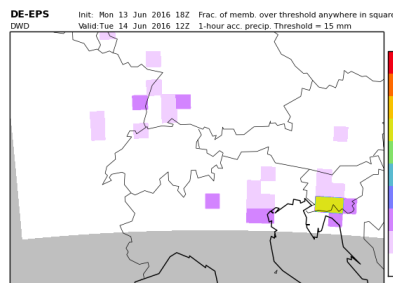 DE-EPS Init: Mon 13 Jun 2016 18Z Frac. of memb. over threshold anywhere in square
DWD Valid:Tue 14 Jun 2016 12Z 1-hour acc. precip. Threshold = 15 mm